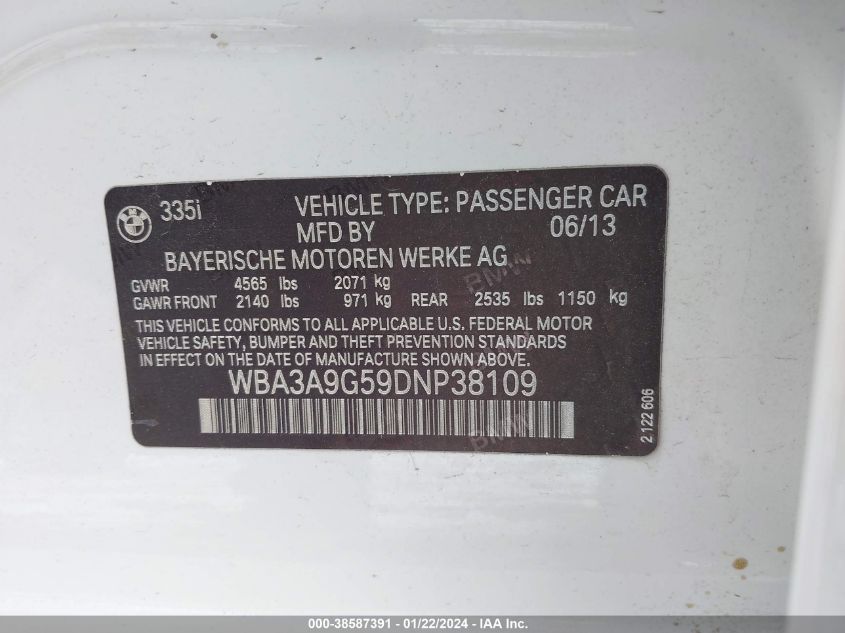 335i VEHICLE TYPE: PASSENGER CAR
MFD BY 06/13
BAYERISCHE MOTOREN WERKE AG
GVWR 4565 lbs 2071 kg
GAWR FRONT 2140 lbs 971 kg REAR 2535 lbs 1150 kg
THIS VEHICLE CONFORMS TO ALL APPLICABLE U.S. FEDERAL MOTOR
VEHICLE SAFETY, BUMPER AND THEFT PREVENTION STANDARDS
IN EFFECT ON THE DATE OF MANUFACTURE SHOWN ABOVE.
WBA3A9G59DNP38109
2 122 606
000-38587391 - 01/22/2024 - IAAI.COM